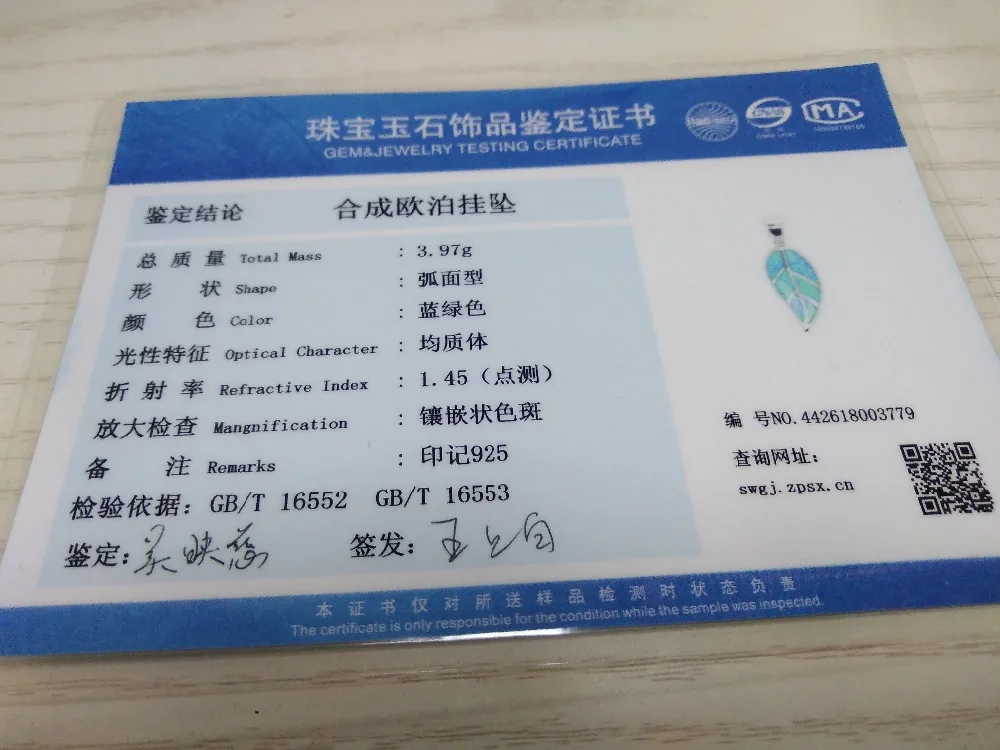 珠宝玉石饰品鉴定证书
GEM&JEWELRY TESTING CERTIFICATE
MA
鉴定结论 合成欧泊挂坠
总质量 Total Mass : 3.97g
形状 Shape : 弧面型
颜色 Color : 蓝绿色
光性特征 Optical Character : 均质体
折射率 Refractive Index : 1.45（点测）
放大检查 Mangnification : 镶嵌状色斑
备注 Remarks : 印记925
检验依据: GB/T 16552 GB/T 16553
鉴定:
签发:
编号NO.442618003779
查询网址:
swgj.zpsx.cn
本证书仅对所送样品检测时状态负责
The certificate is only responsible for the condition while the sample was inspected.